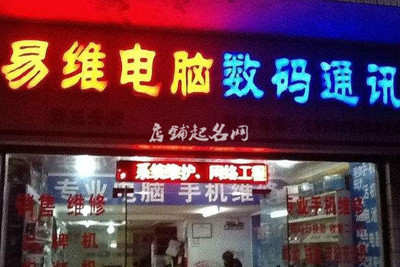 易维电脑 数码通讯
店铺起名网
系统维护、网络工程
专业电脑 手机维
销售维修
专业手机维
ASUS